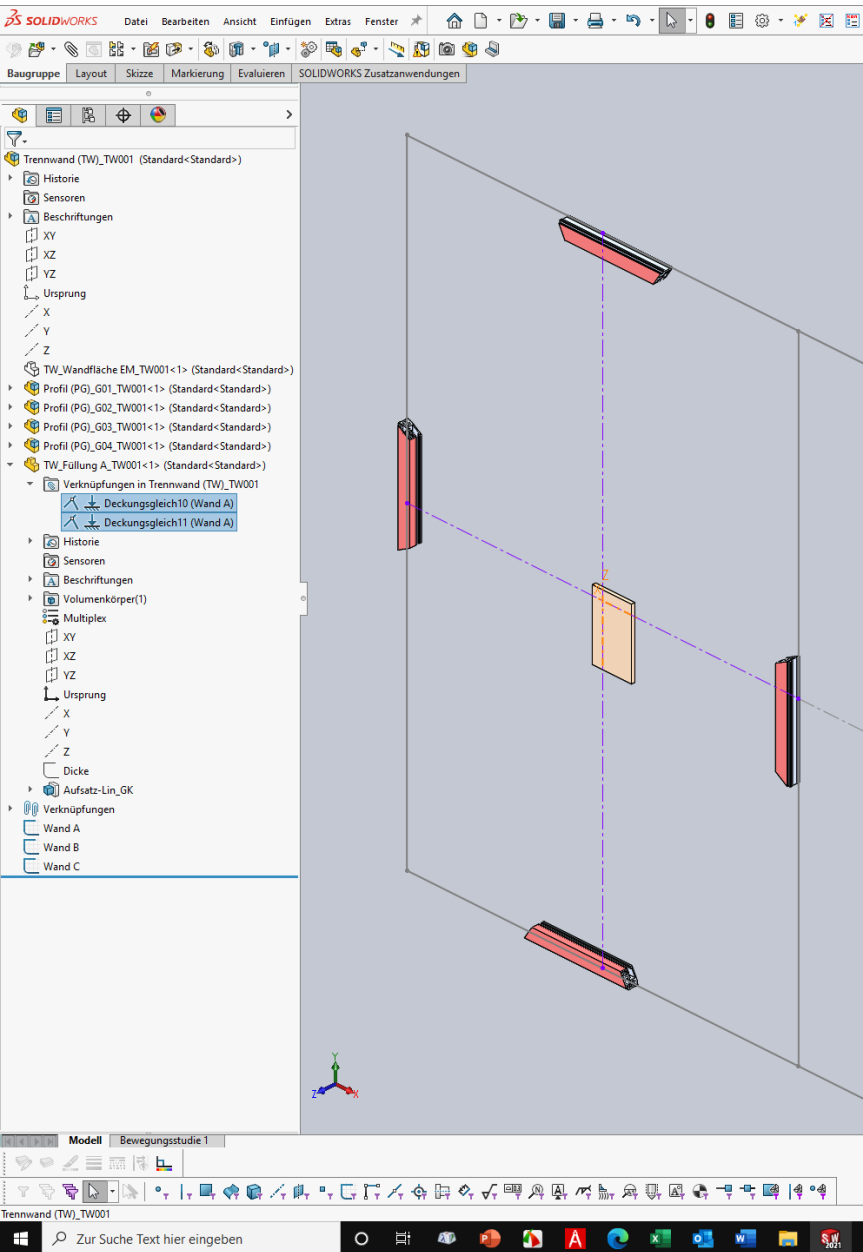 SOLIDWORKS Datei Bearbeiten Ansicht Einfügen Extras Fenster
Baugruppe Layout Skizze Markierung Evaluieren SOLIDWORKS Zusatzanwendungen
Trennwand (TW)_TW001 (Standard<Standard>)
Historie
Sensoren
Beschriftungen
XY
XZ
YZ
Ursprung
X
Y
Z
TW_Wandfläche EM_TW001<1> (Standard<Standard>)
Profil (PG)_G01_TW001<1> (Standard<Standard>)
Profil (PG)_G02_TW001<1> (Standard<Standard>)
Profil (PG)_G03_TW001<1> (Standard<Standard>)
Profil (PG)_G04_TW001<1> (Standard<Standard>)
TW_Füllung A_TW001<1> (Standard<Standard>)
Verknüpfungen in Trennwand (TW)_TW001
Deckungsgleich10 (Wand A)
Deckungsgleich11 (Wand A)
Historie
Sensoren
Beschriftungen
Volumenkörper(1)
Multiplex
XY
XZ
YZ
Ursprung
X
Y
Z
Dicke
Aufsatz-Lin_GK
Verknüpfungen
Wand A
Wand B
Wand C
Z
Y
Z
X
Modell Bewegungsstudie 1
Trennwand (TW)_TW001
Zur Suche Text hier eingeben